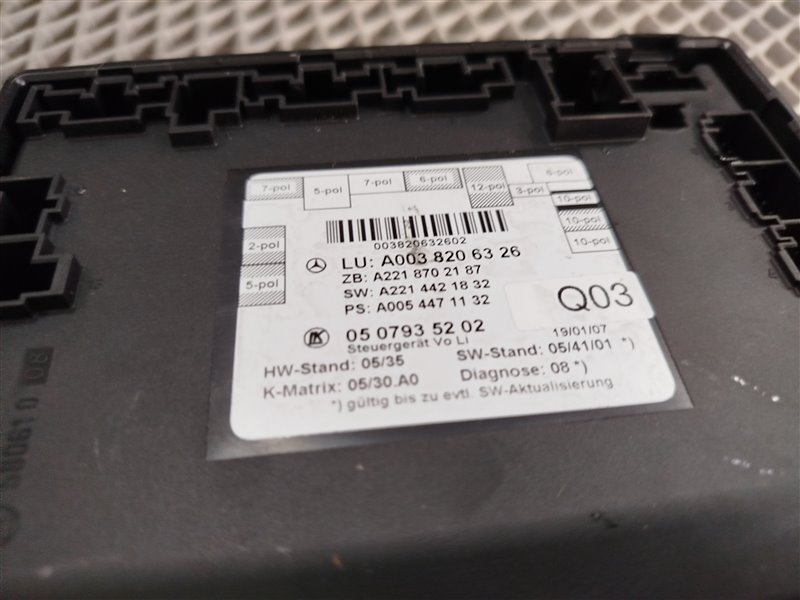 7-pol 5-pol 7-pol 6-pol 12-pol 3-pol 6-pol
10-pol
10-pol
10-pol
2-pol
5-pol
003820632602
LU: A003 820 63 26
ZB: A221 870 21 87
SW: A221 442 18 32
PS: A005 447 11 32
Q03
05 0793 52 02
19/01/07
Steuergerät Vo Li
HW-Stand: 05/35 SW-Stand: 05/41/01 *)
K-Matrix: 05/30.A0 Diagnose: 08 *)
*) gültig bis zu evtl. SW-Aktualisierung